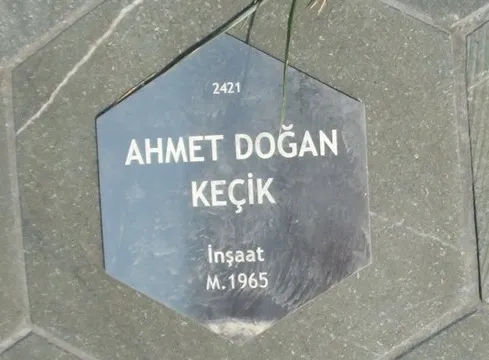 2421
AHMET DOĞAN
KEÇİK
İnşaat
M.1965